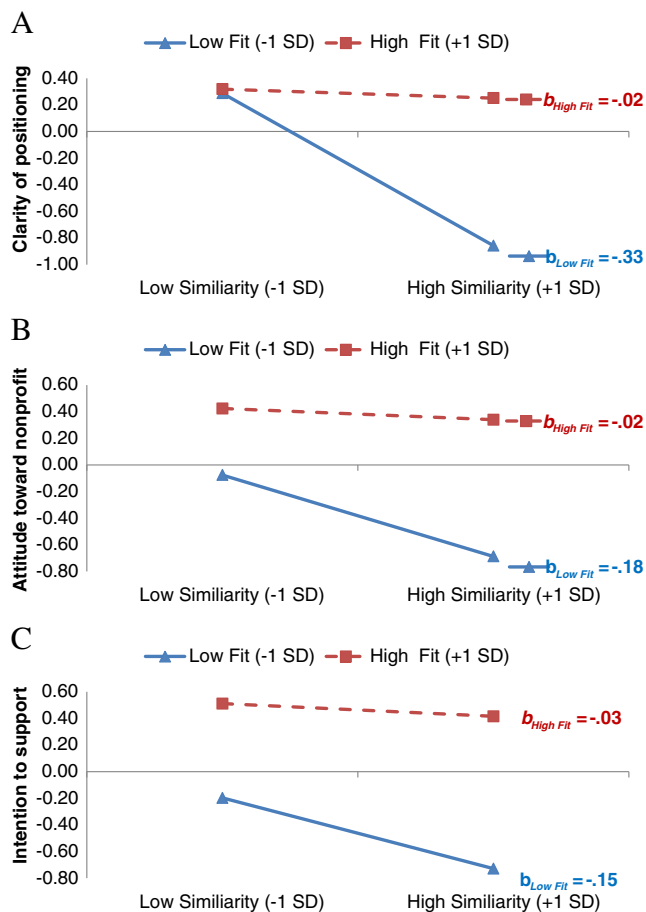 A
Low Fit (-1 SD) High Fit (+1 SD)
Clarity of positioning
0.40
0.20
0.00
-0.20
-0.40
-0.60
-0.80
-1.00
b High Fit = -.02
b Low Fit = -.33
Low Similiarity (-1 SD) High Similiarity (+1 SD)
B
Low Fit (-1 SD) High Fit (+1 SD)
Attitude toward nonprofit
0.60
0.40
0.20
0.00
-0.20
-0.40
-0.60
-0.80
b High Fit = -.02
b Low Fit = -.18
Low Similiarity (-1 SD) High Similiarity (+1 SD)
C
Low Fit (-1 SD) High Fit (+1 SD)
Intention to support
0.60
0.40
0.20
0.00
-0.20
-0.40
-0.60
-0.80
b High Fit = -.03
b Low Fit = -.15
Low Similiarity (-1 SD) High Similiarity (+1 SD)